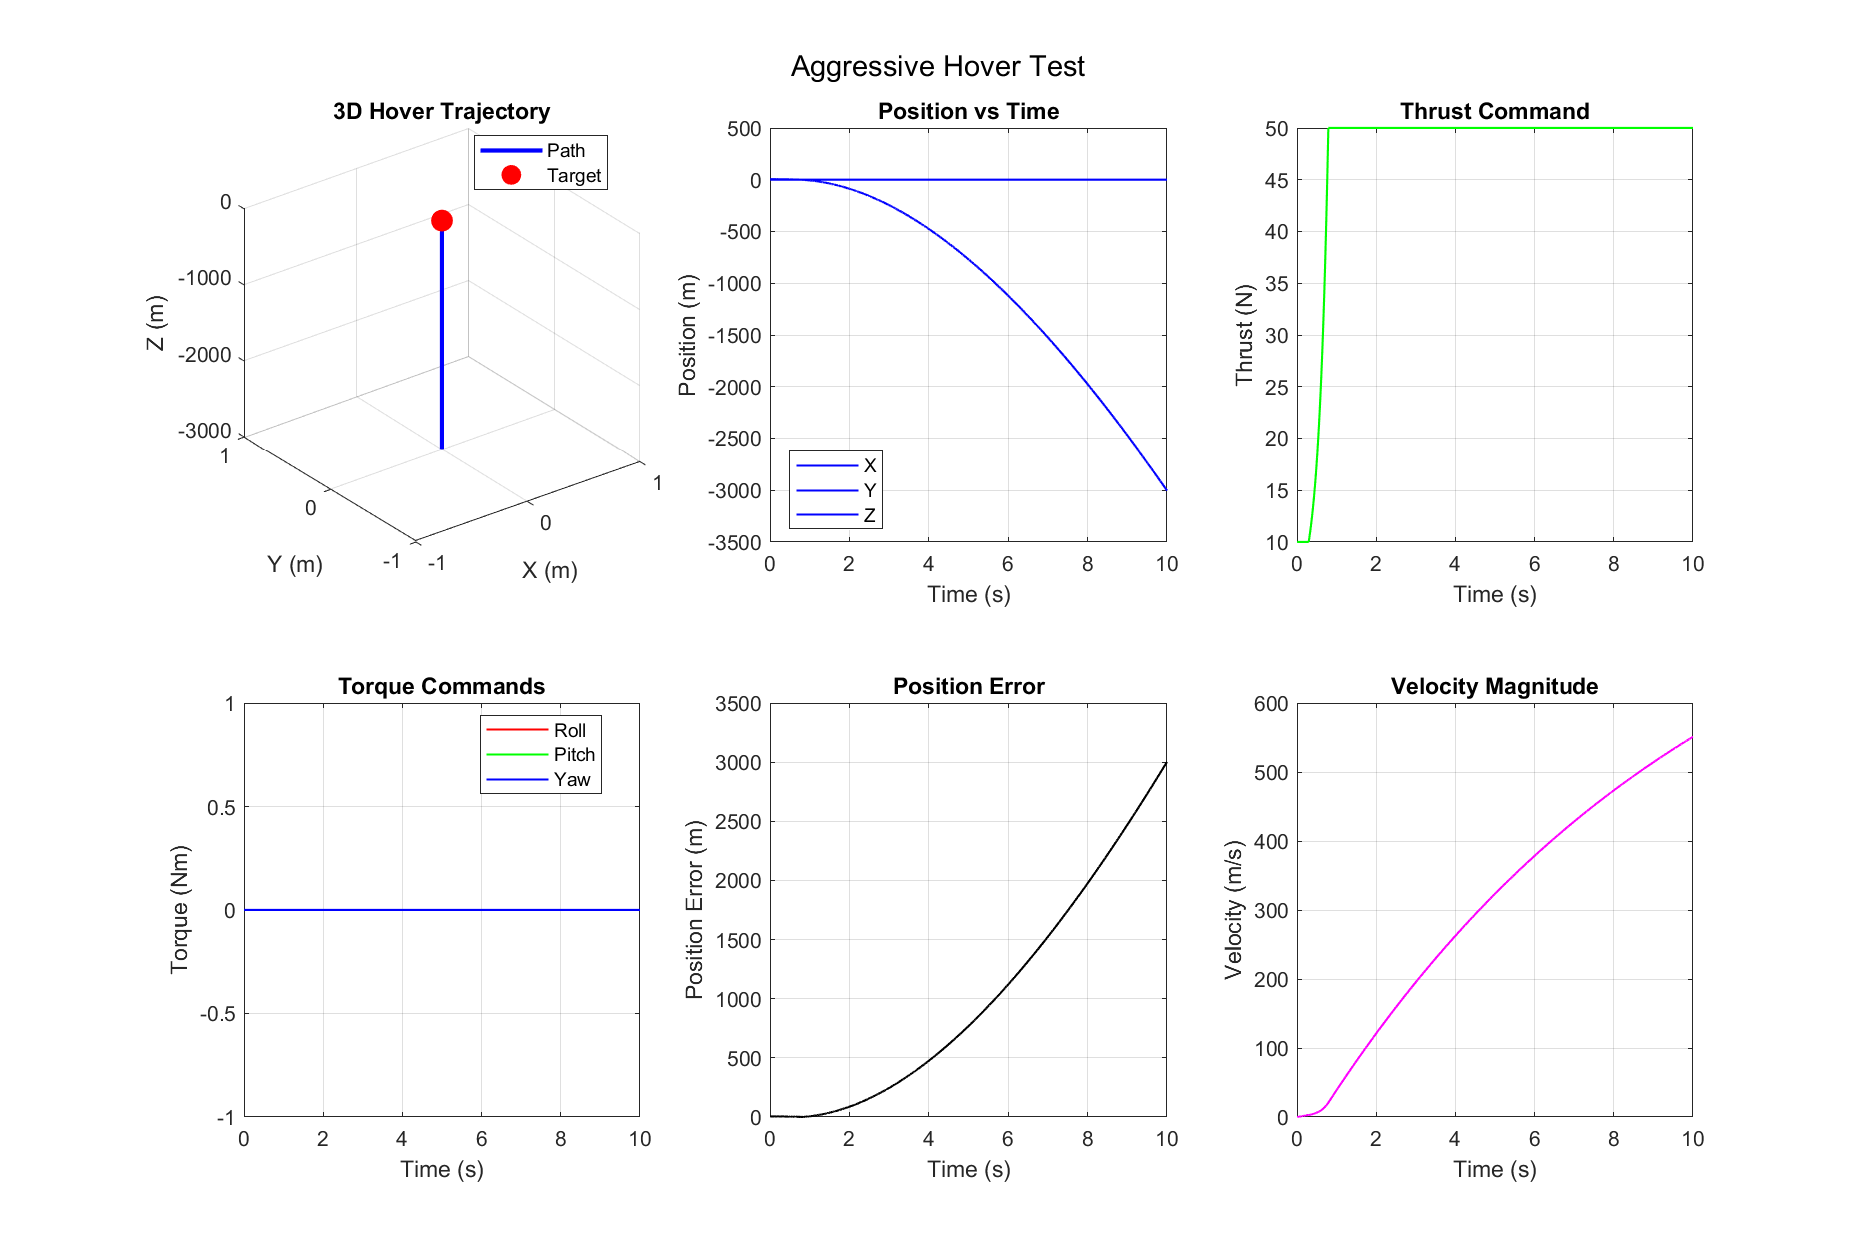 Aggressive Hover Test
3D Hover Trajectory
Path
Target
0
-1000
-2000
-3000
Z (m)
1
0
-1
Y (m)
-1
0
1
X (m)
Position vs Time
500
0
-500
-1000
-1500
-2000
-2500
-3000
-3500
Position (m)
X
Y
Z
0 2 4 6 8 10
Time (s)
Thrust Command
50
45
40
35
30
25
20
15
10
Thrust (N)
0 2 4 6 8 10
Time (s)
Torque Commands
1
0.5
0
-0.5
-1
Torque (Nm)
Roll
Pitch
Yaw
0 2 4 6 8 10
Time (s)
Position Error
3500
3000
2500
2000
1500
1000
500
0
Position Error (m)
0 2 4 6 8 10
Time (s)
Velocity Magnitude
600
500
400
300
200
100
0
Velocity (m/s)
0 2 4 6 8 10
Time (s)